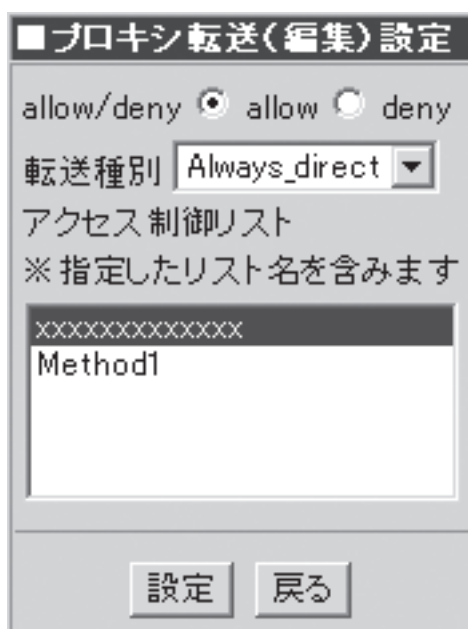 ■プロキシ転送(編集)設定
allow/deny allow deny
転送種別 Always_direct
アクセス制御リスト
※指定したリスト名を含みます
xxxxxxxxxxxxx
Method1
設定 戻る